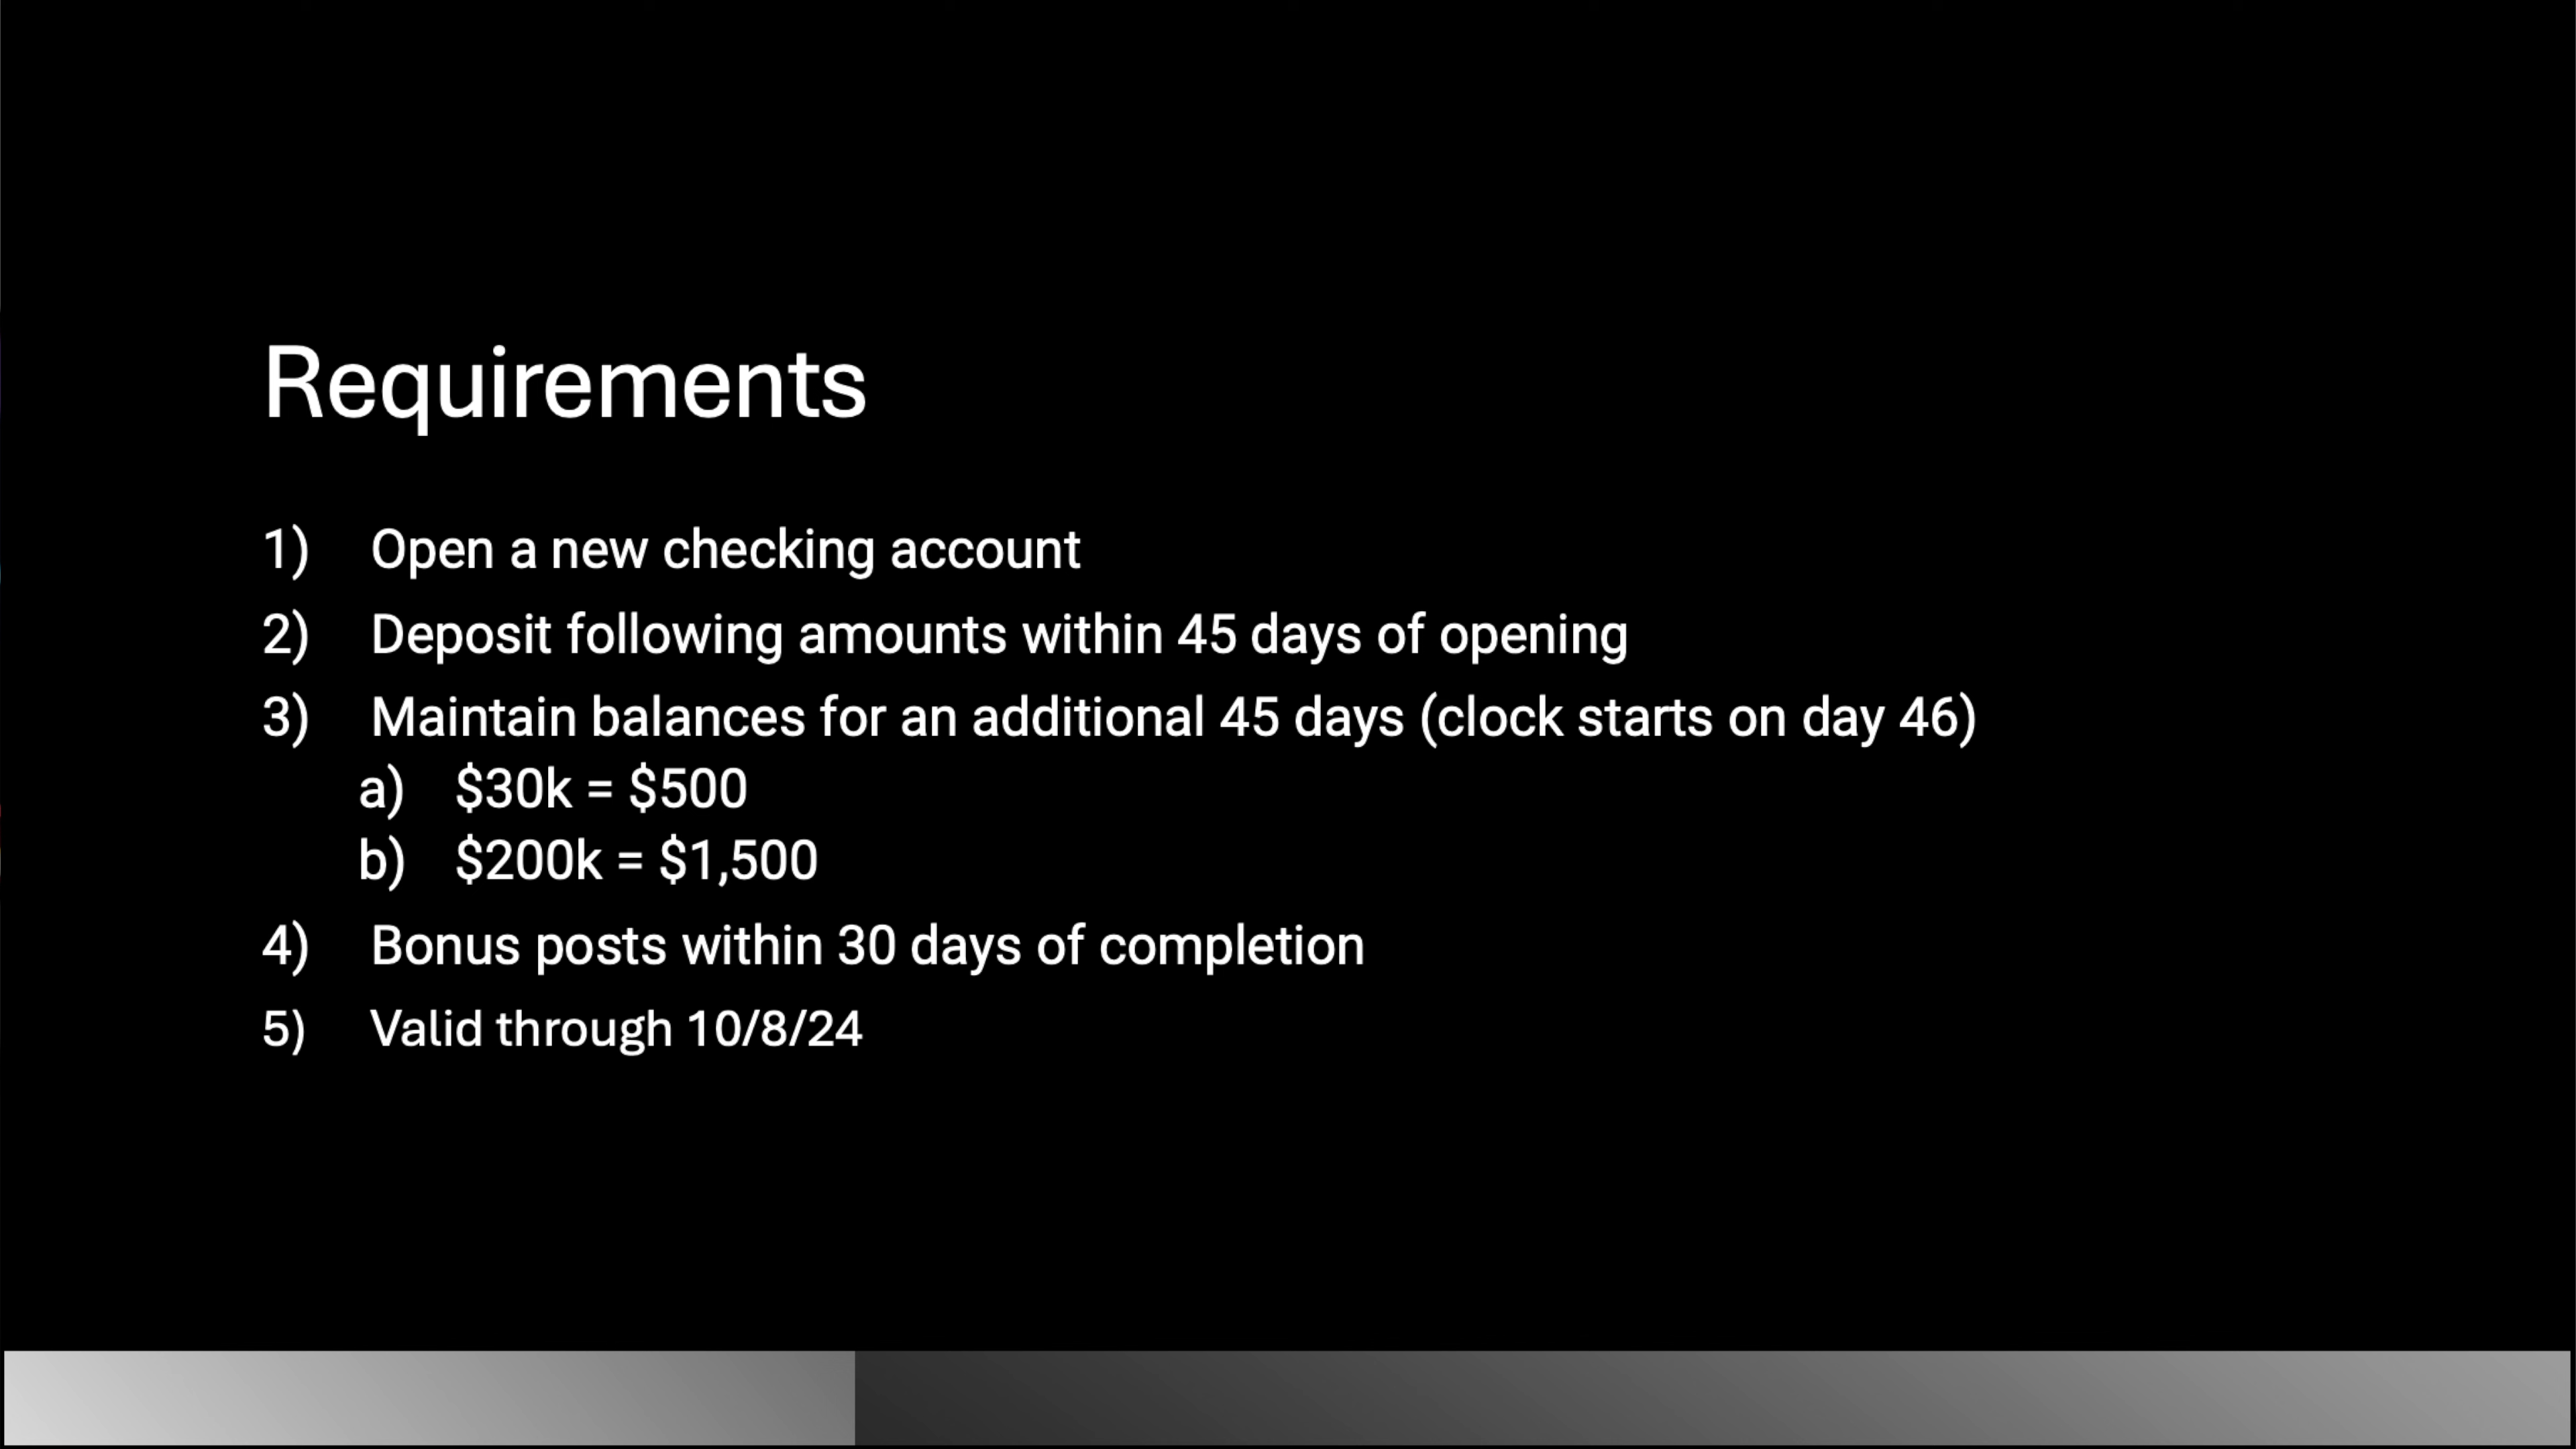 Requirements
1) Open a new checking account
2) Deposit following amounts within 45 days of opening
3) Maintain balances for an additional 45 days (clock starts on day 46)
a) $30k = $500
b) $200k = $1,500
4) Bonus posts within 30 days of completion
5) Valid through 10/8/24